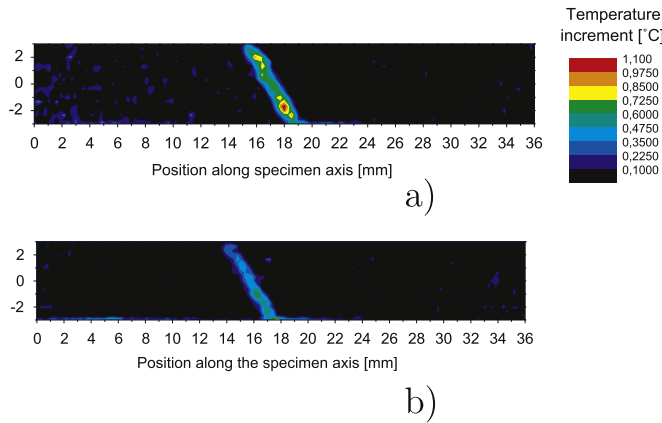 Temperature
increment [°C]
1,100
0,9750
0,8500
0,7250
0,6000
0,4750
0,3500
0,2250
0,1000
2
0
-2
0 2 4 6 8 10 12 14 16 18 20 22 24 26 28 30 32 34 36
Position along specimen axis [mm]
a)
2
0
-2
0 2 4 6 8 10 12 14 16 18 20 22 24 26 28 30 32 34 36
Position along the specimen axis [mm]
b)